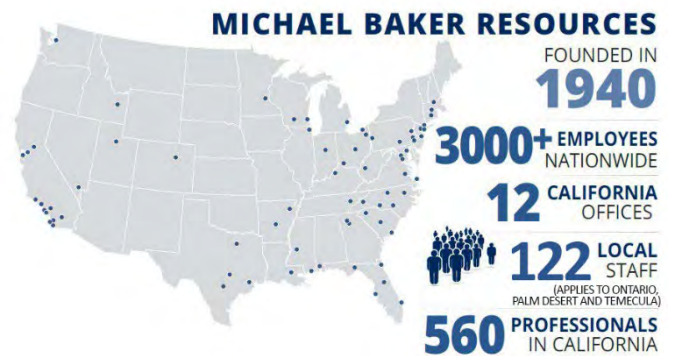 MICHAEL BAKER RESOURCES
FOUNDED IN
1940
3000+ EMPLOYEES
NATIONWIDE
12 CALIFORNIA
OFFICES
122 LOCAL
STAFF
(APPLIES TO ONTARIO,
PALM DESERT AND TEMECULA)
560 PROFESSIONALS
IN CALIFORNIA